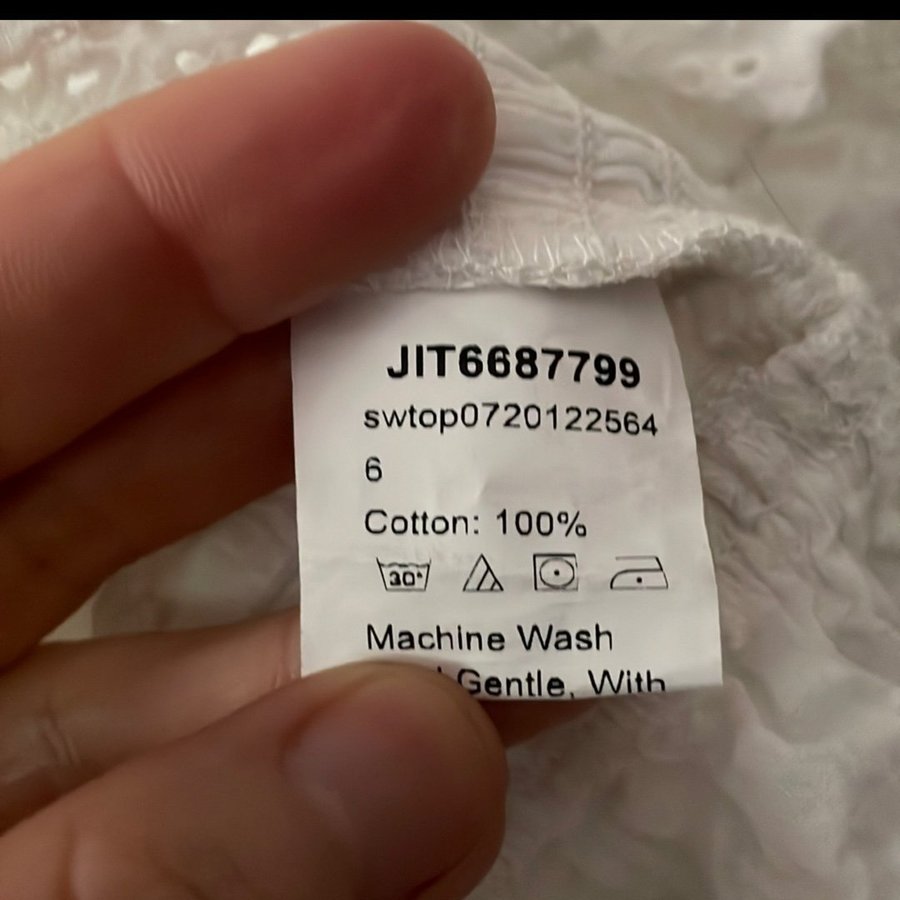 JIT6687799
swtop0720122564
6
Cotton: 100%
30°
Machine Wash
Gentle, With